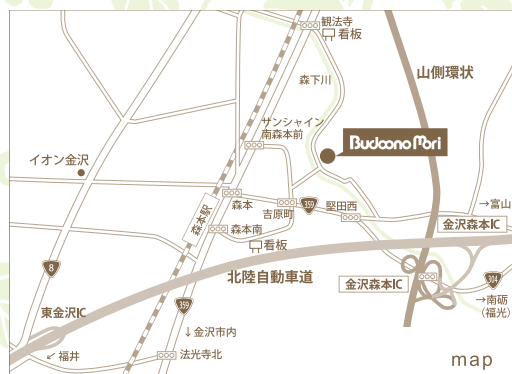 観法寺
看板
森下川
山側環状
サンシャイン
南森本前
Budoono Mori
イオン金沢
→富山
森本
吉原町
359
堅田西
金沢森本IC
森本駅
森本南
看板
8
北陸自動車道
金沢森本IC
304
359
→南砺
（福光）
東金沢IC
↓金沢市内
↙福井
法光寺北
map